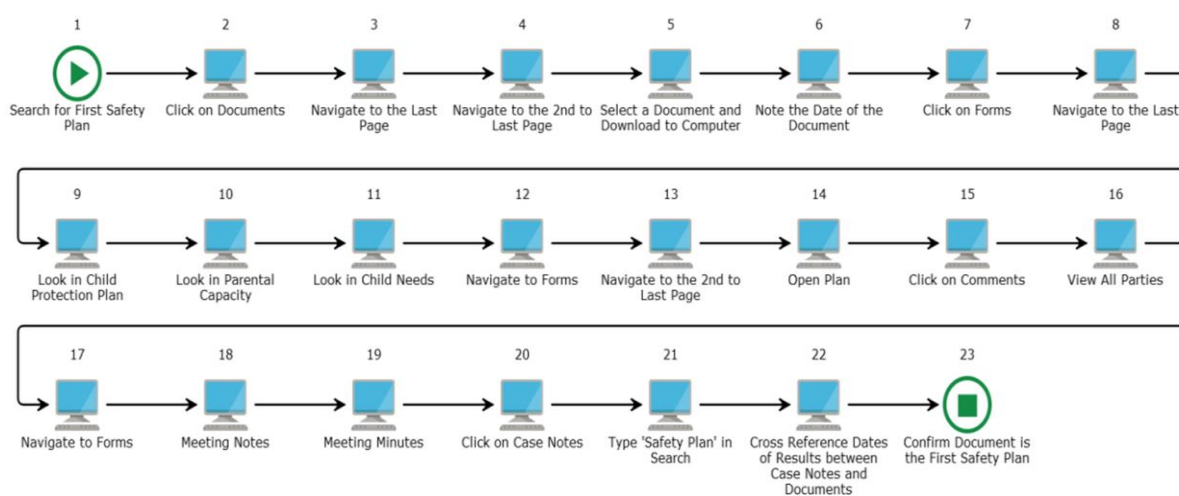 1 2 3 4 5 6 7 8
Search for First Safety Plan
Click on Documents
Navigate to the Last Page
Navigate to the 2nd to Last Page
Select a Document and Download to Computer
Note the Date of the Document
Click on Forms
Navigate to the Last Page
9 10 11 12 13 14 15 16
Look in Child Protection Plan
Look in Parental Capacity
Look in Child Needs
Navigate to Forms
Navigate to the 2nd to Last Page
Open Plan
Click on Comments
View All Parties
17 18 19 20 21 22 23
Navigate to Forms
Meeting Notes
Meeting Minutes
Click on Case Notes
Type 'Safety Plan' in Search
Cross Reference Dates of Results between Case Notes and Documents
Confirm Document is the First Safety Plan